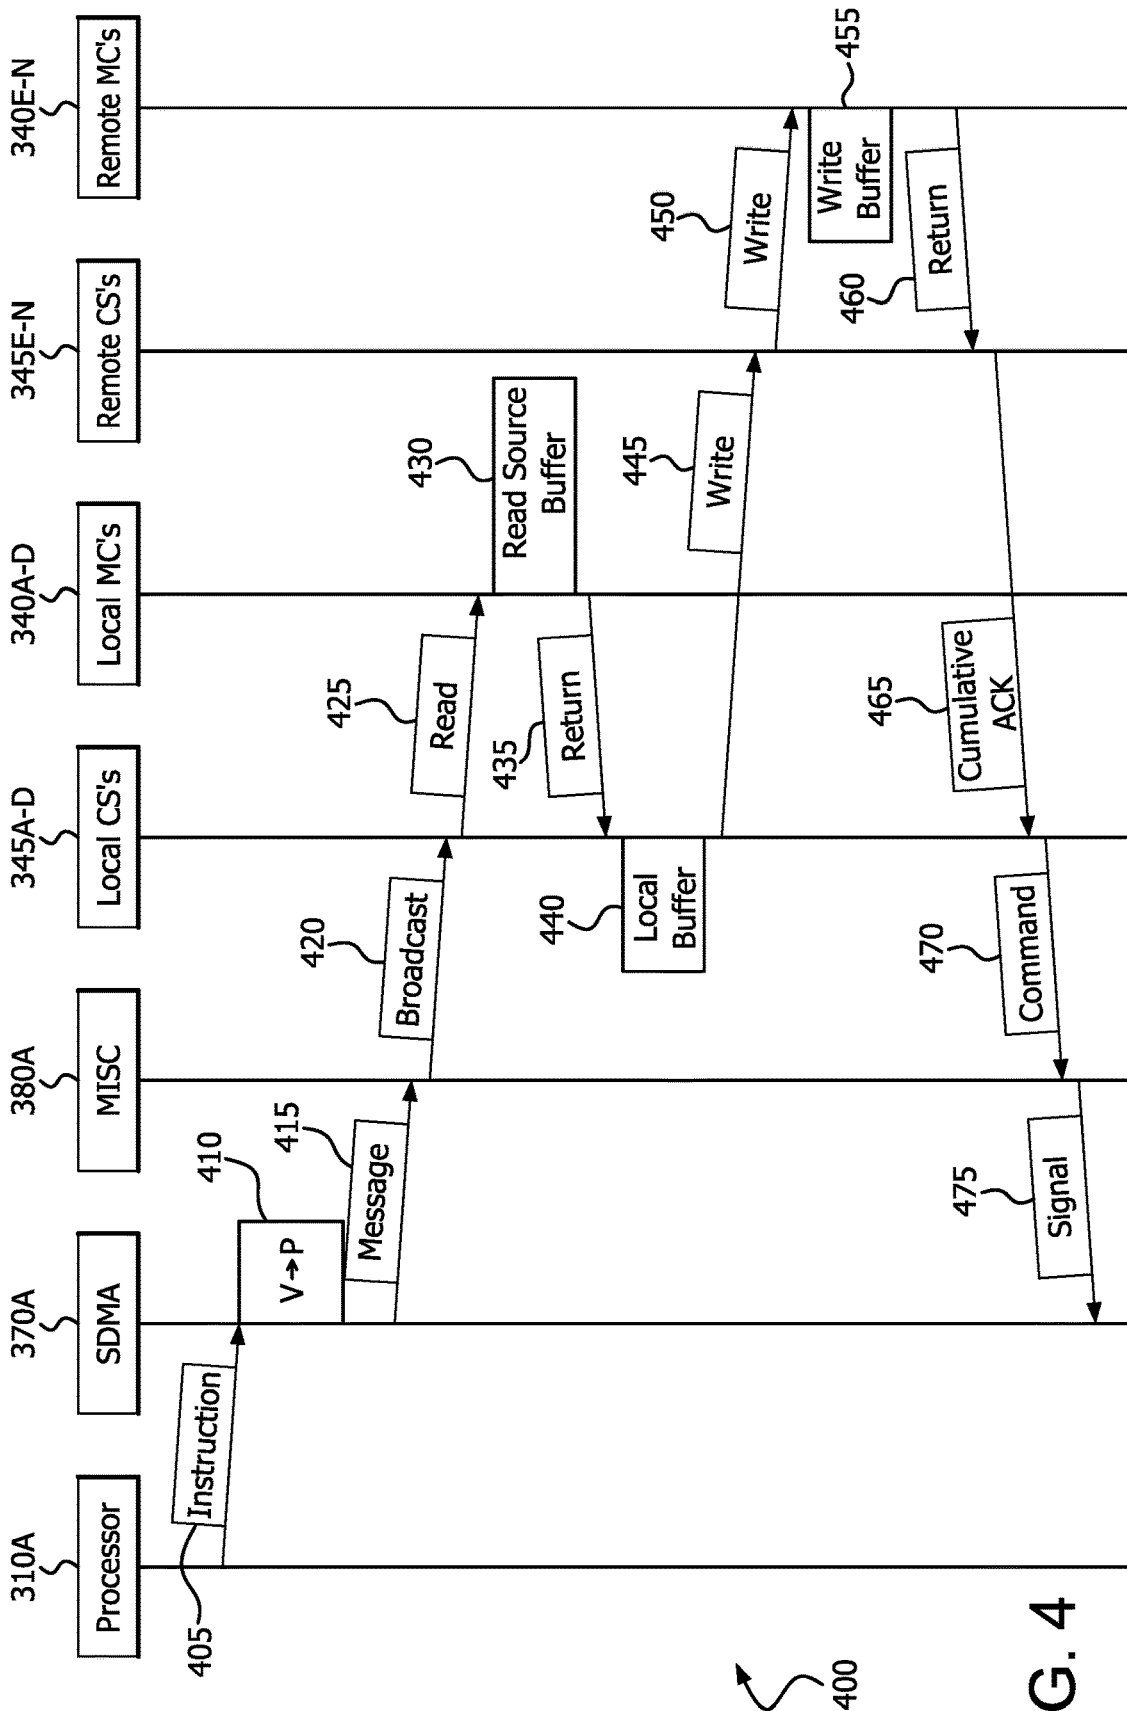 310A
370A
380A
345A-D
340A-D
345E-N
340E-N
Processor
SDMA
MISC
Local CS's
Local MC's
Remote CS's
Remote MC's
405
Instruction
410
V→P
415
Message
420
Broadcast
425
Read
430
Read Source
Buffer
435
Return
440
Local
Buffer
445
Write
450
Write
455
Write
Buffer
460
Return
465
Cumulative
ACK
470
Command
475
Signal
400
G. 4